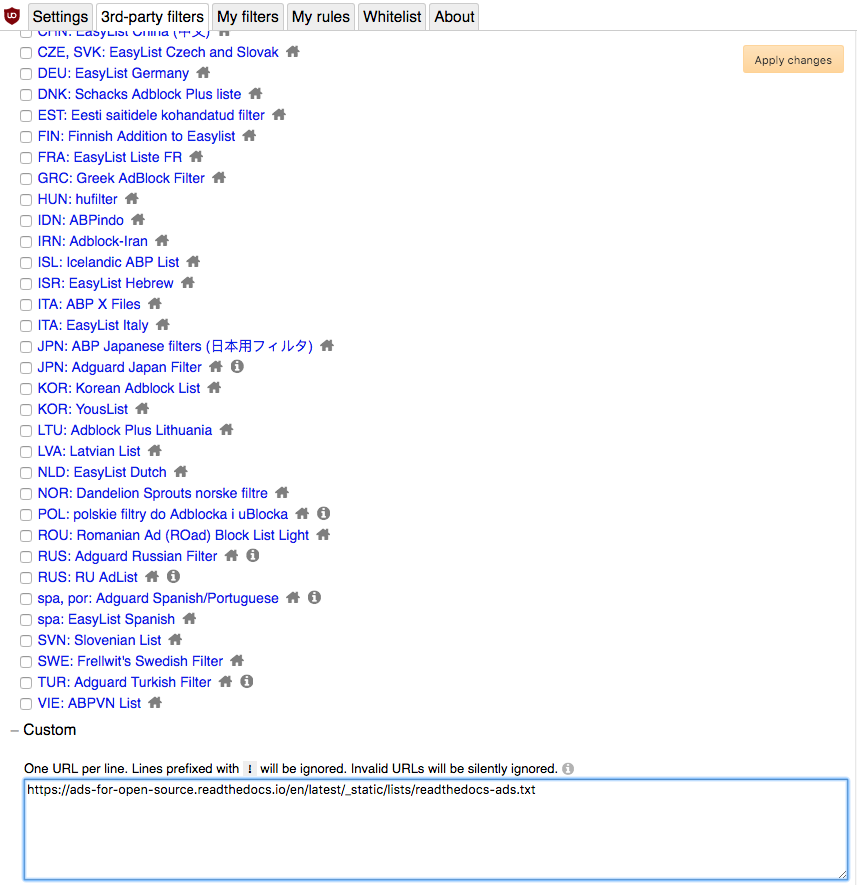 Settings 3rd-party filters My filters My rules Whitelist About
CHN: EasyList China (中文)
CZE, SVK: EasyList Czech and Slovak
Apply changes
DEU: EasyList Germany
DNK: Schacks Adblock Plus liste
EST: Eesti saitidele kohandatud filter
FIN: Finnish Addition to Easylist
FRA: EasyList Liste FR
GRC: Greek AdBlock Filter
HUN: hufilter
IDN: ABPindo
IRN: Adblock-Iran
ISL: Icelandic ABP List
ISR: EasyList Hebrew
ITA: ABP X Files
ITA: EasyList Italy
JPN: ABP Japanese filters (日本用フィルタ)
JPN: Adguard Japan Filter
KOR: Korean Adblock List
KOR: YousList
LTU: Adblock Plus Lithuania
LVA: Latvian List
NLD: EasyList Dutch
NOR: Dandelion Sprouts norske filtre
POL: polskie filtry do Adblocka i uBlocka
ROU: Romanian Ad (ROad) Block List Light
RUS: Adguard Russian Filter
RUS: RU AdList
spa, por: Adguard Spanish/Portuguese
spa: EasyList Spanish
SVN: Slovenian List
SWE: Frellwit's Swedish Filter
TUR: Adguard Turkish Filter
VIE: ABPVN List
Custom
One URL per line. Lines prefixed with ! will be ignored. Invalid URLs will be silently ignored.
https://ads-for-open-source.readthedocs.io/en/latest/_static/lists/readthedocs-ads.txt